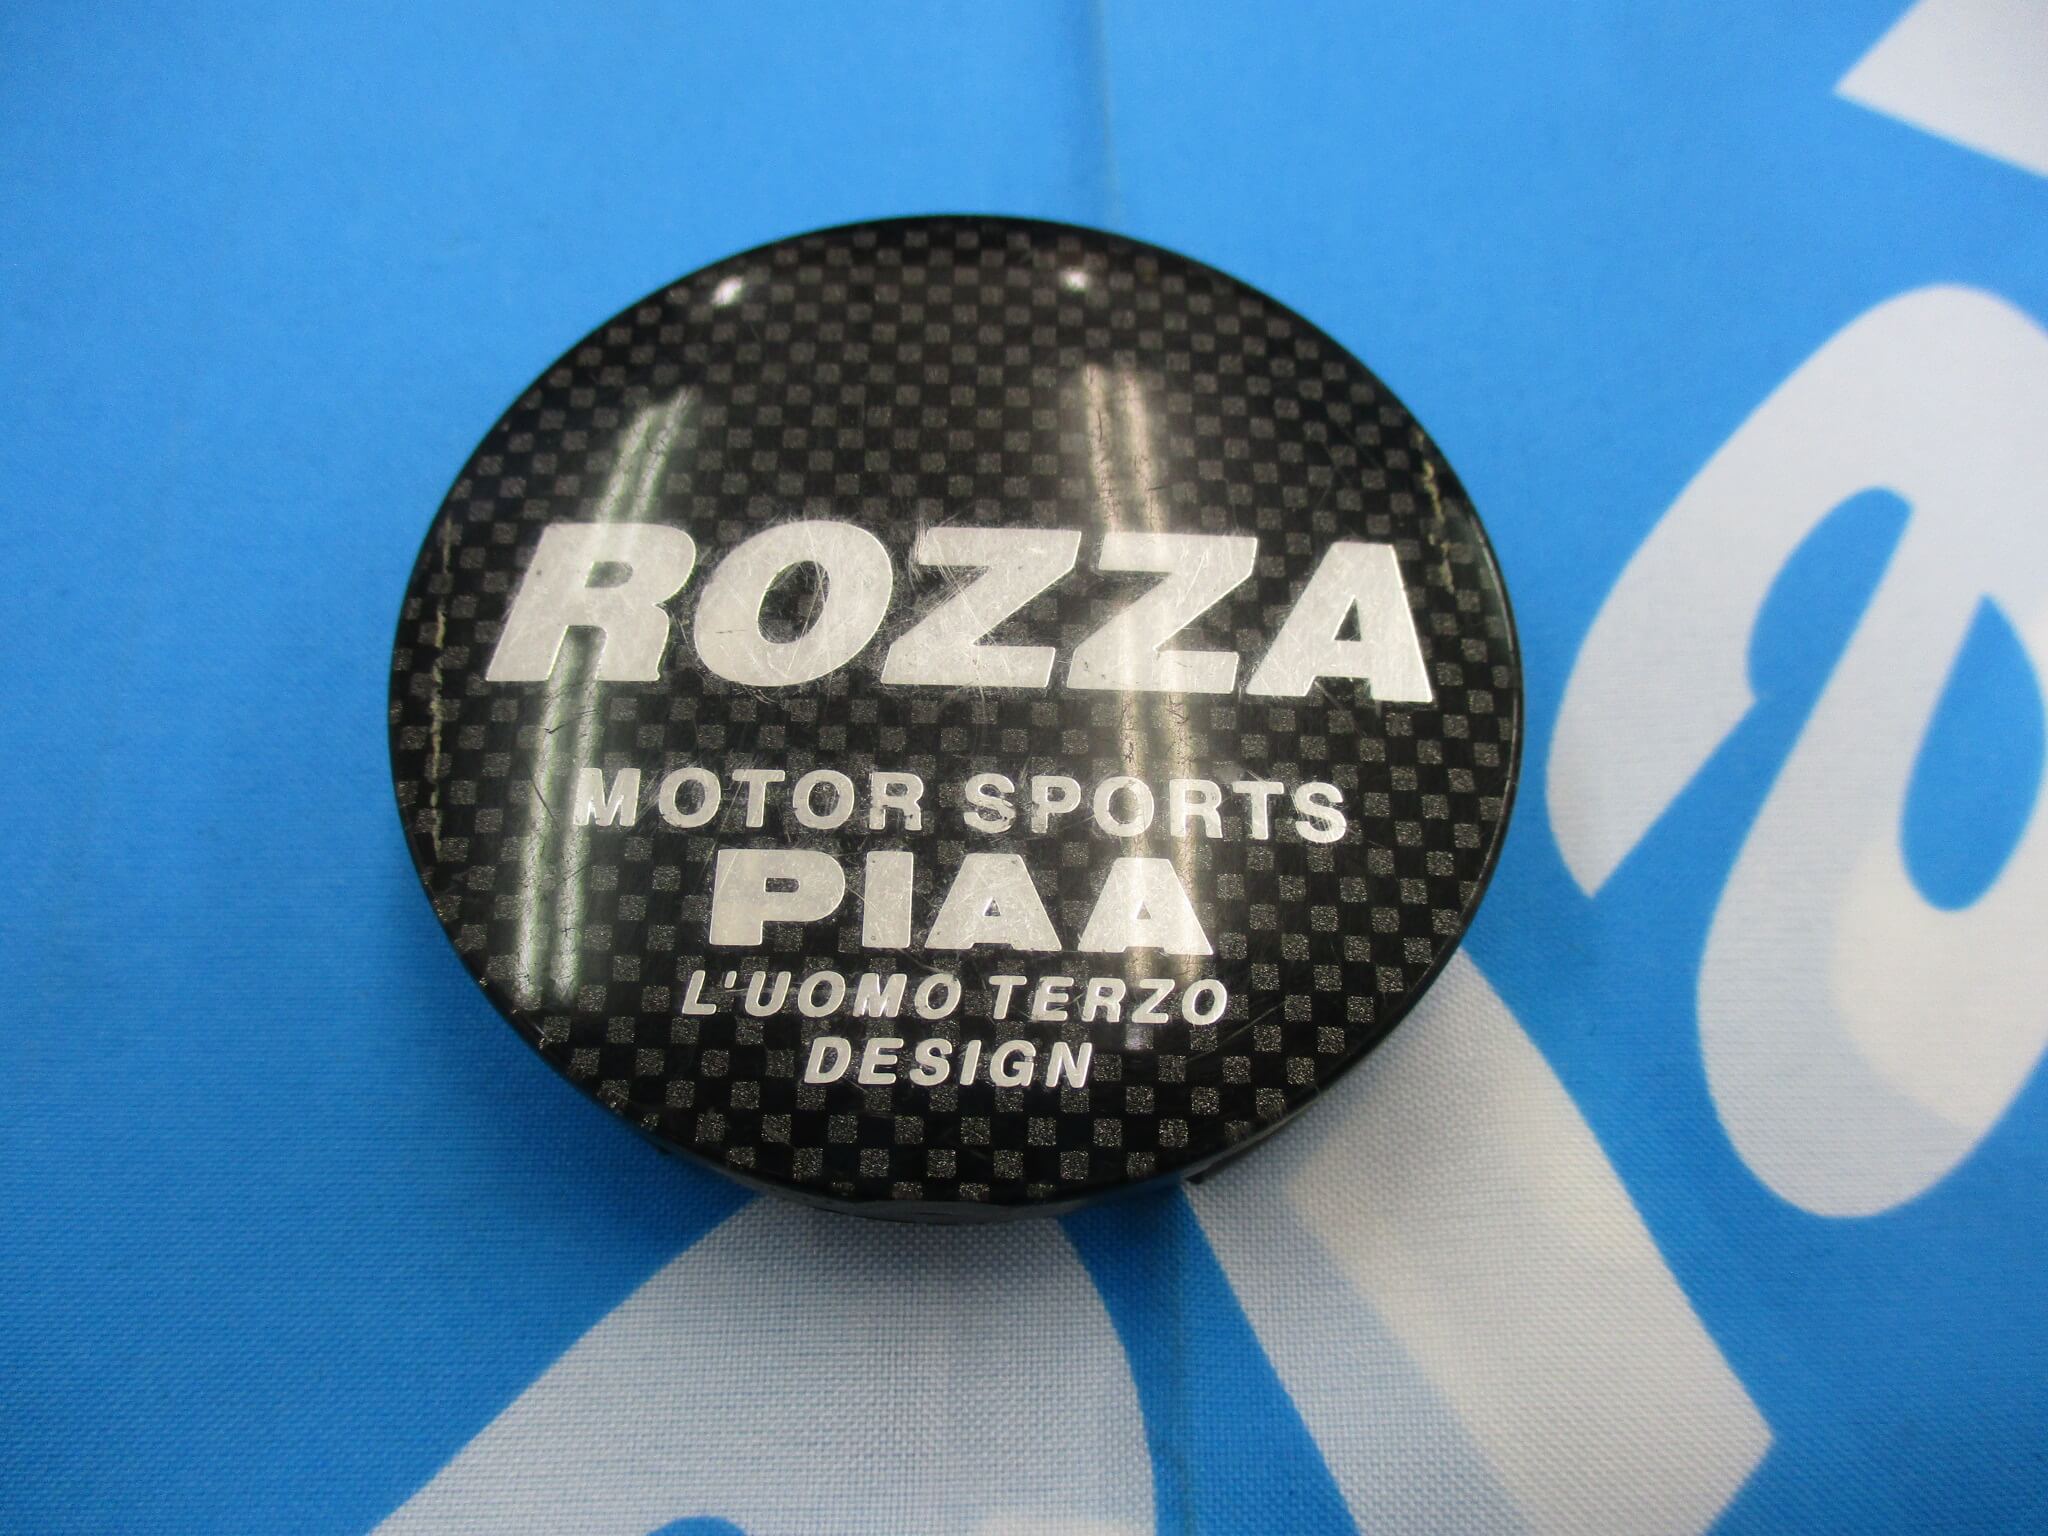 ROZZA
MOTOR SPORTS
PIAA
L'UOMO TERZO
DESIGN